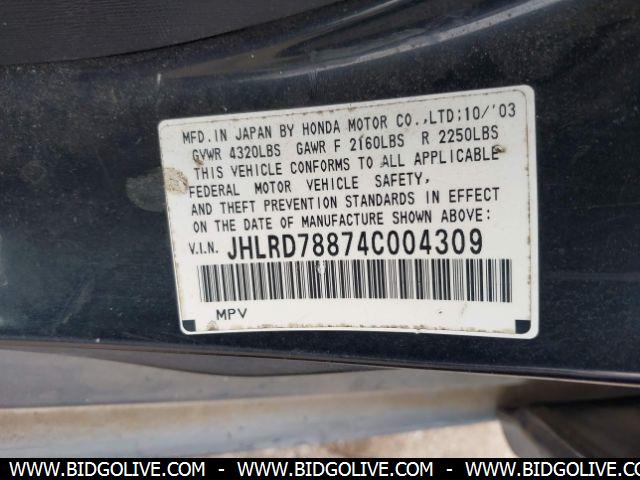 MFD.IN JAPAN BY HONDA MOTOR CO.,LTD;10/'03
GVWR 4320LBS GAWR F 2160LBS R 2250LBS
THIS VEHICLE CONFORMS TO ALL APPLICABLE
FEDERAL MOTOR VEHICLE SAFETY,
AND THEFT PREVENTION STANDARDS IN EFFECT
ON THE DATE OF MANUFACTURE SHOWN ABOVE:
V.I.N. JHLRD78874C004309
MPV
WWW.BIDGOLIVE.COM - WWW.BIDGOLIVE.COM - WWW.BIDGOLIVE.COM